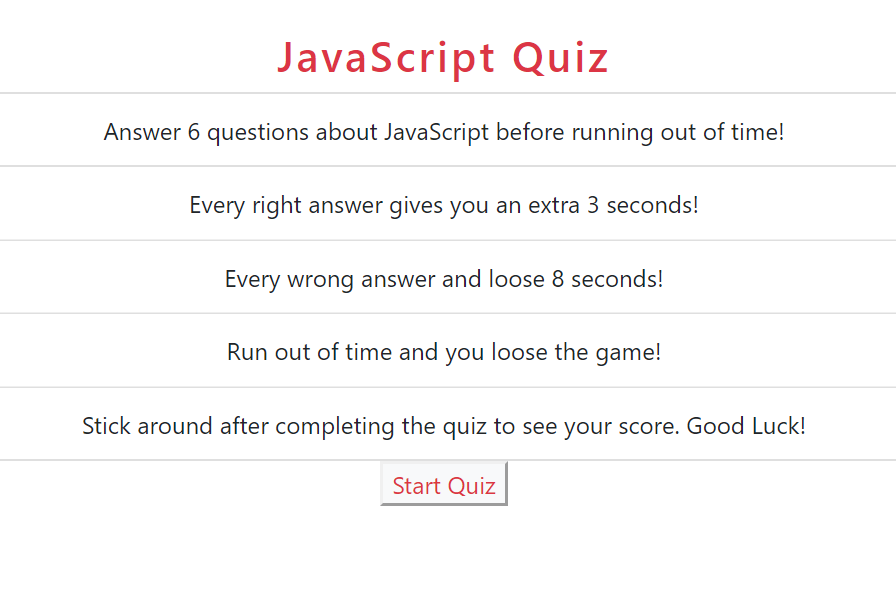 JavaScript Quiz
Answer 6 questions about JavaScript before running out of time!
Every right answer gives you an extra 3 seconds!
Every wrong answer and loose 8 seconds!
Run out of time and you loose the game!
Stick around after completing the quiz to see your score. Good Luck!
Start Quiz